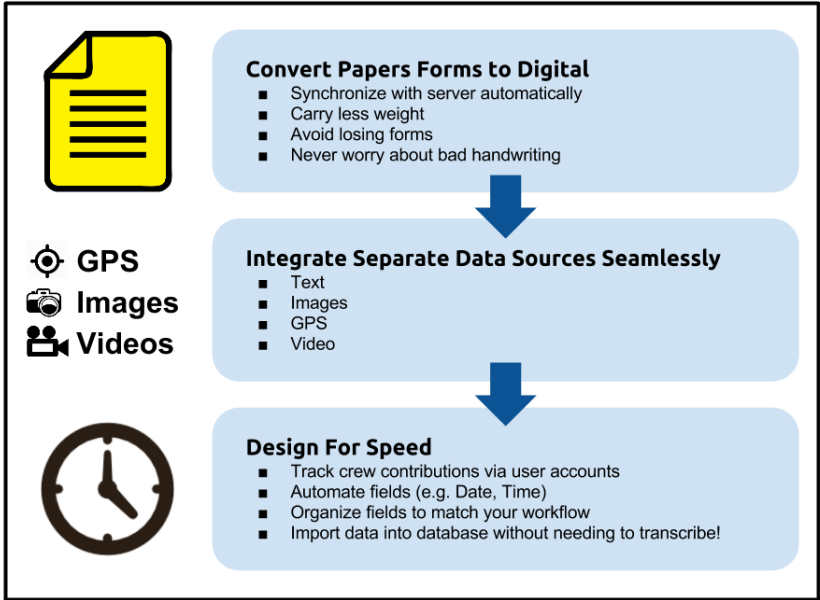 Convert Papers Forms to Digital
■ Synchronize with server automatically
■ Carry less weight
■ Avoid losing forms
■ Never worry about bad handwriting
GPS
Images
Videos
Integrate Separate Data Sources Seamlessly
■ Text
■ Images
■ GPS
■ Video
Design For Speed
■ Track crew contributions via user accounts
■ Automate fields (e.g. Date, Time)
■ Organize fields to match your workflow
■ Import data into database without needing to transcribe!